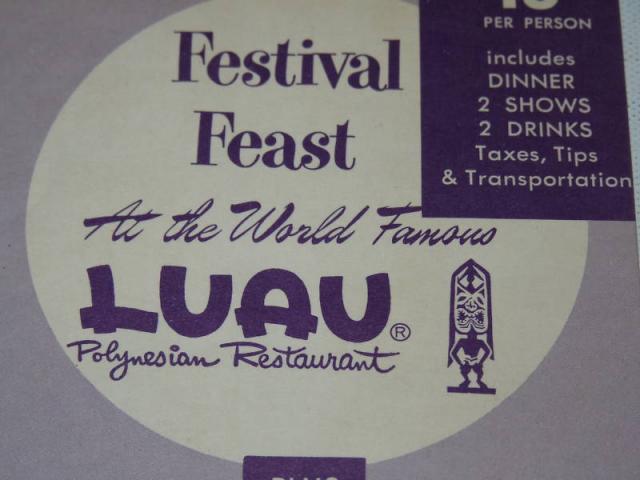 Festival
Feast
At the World Famous
LUAU®
Polynesian Restaurant
PER PERSON
includes
DINNER
2 SHOWS
2 DRINKS
Taxes, Tips
& Transportation